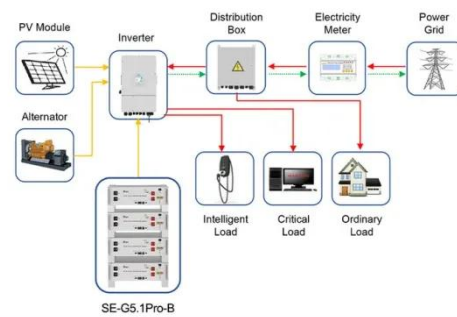 PV Module
Inverter
Distribution
Box
Electricity
Meter
Power
Grid
Alternator
Intelligent
Load
Critical
Load
Ordinary
Load
SE-G5.1Pro-B